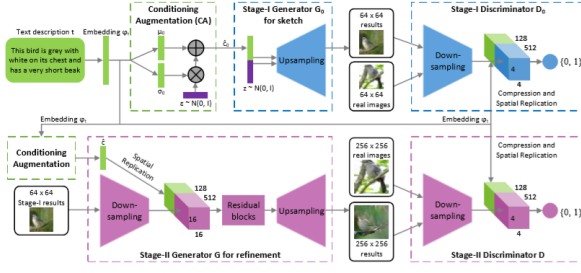 Text description t
This bird is grey with
white on its chest and
has a very short beak
Embedding φt
Conditioning
Augmentation (CA)
μ0
σ0
ε ~ N(0, I)
ĉ0
Stage-I Generator G0
for sketch
z ~ N(0, I)
Upsampling
64 x 64
results
64 x 64
real images
Stage-I Discriminator D0
Down-
sampling
128
512
4
4
{0, 1}
Compression and
Spatial Replication
Embedding φt
Embedding φt
Conditioning
Augmentation
ĉ
Spatial
Replication
64 x 64
Stage-I results
Down-
sampling
128
512
16
16
Residual
blocks
Upsampling
Stage-II Generator G for refinement
256 x 256
real images
256 x 256
results
Compression and
Spatial Replication
Down-
sampling
128
512
4
4
{0, 1}
Stage-II Discriminator D